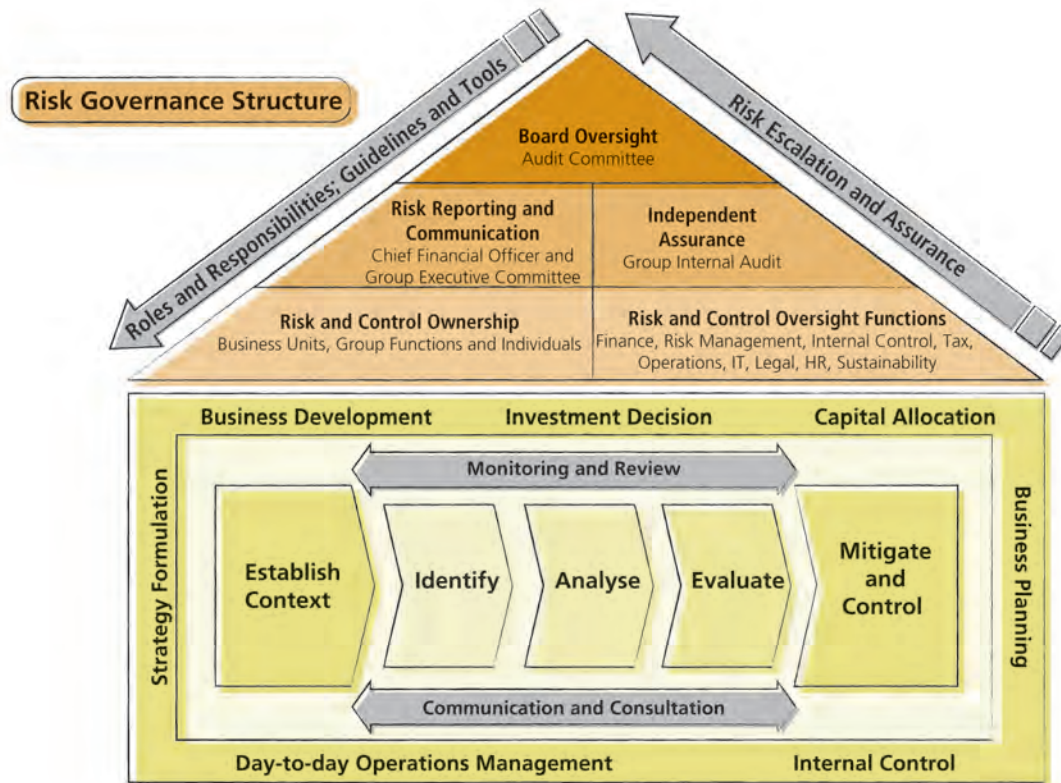 Risk Governance Structure
Roles and Responsibilities; Guidelines and Tools
Risk Escalation and Assurance
Board Oversight
Audit Committee
Risk Reporting and
Communication
Chief Financial Officer and
Group Executive Committee
Independent
Assurance
Group Internal Audit
Risk and Control Ownership
Business Units, Group Functions and Individuals
Risk and Control Oversight Functions
Finance, Risk Management, Internal Control, Tax,
Operations, IT, Legal, HR, Sustainability
Business Development
Investment Decision
Capital Allocation
Strategy Formulation
Monitoring and Review
Establish
Context
Identify
Analyse
Evaluate
Mitigate
and
Control
Business Planning
Communication and Consultation
Day-to-day Operations Management
Internal Control